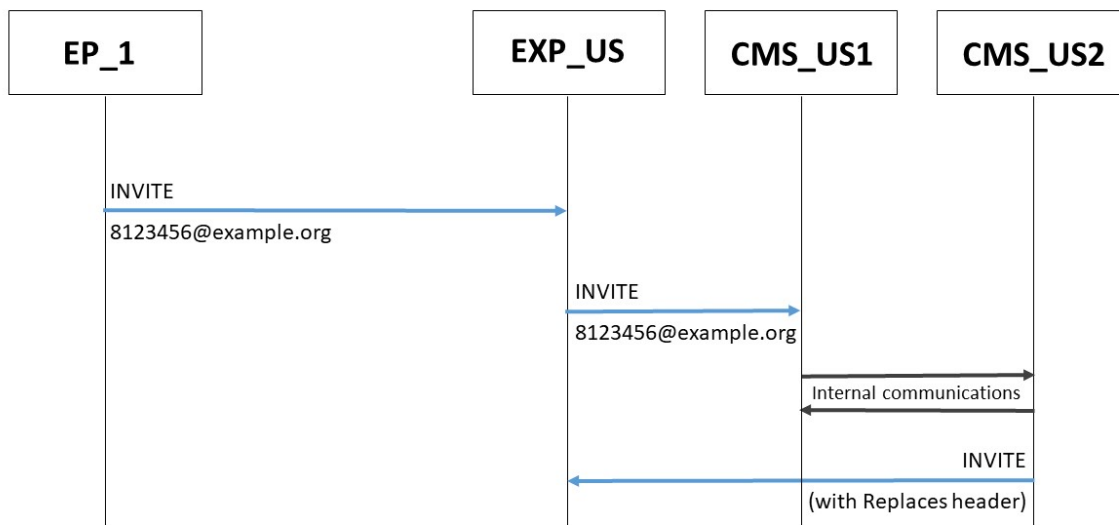 EP_1
EXP_US
CMS_US1
CMS_US2
INVITE
8123456@example.org
INVITE
8123456@example.org
Internal communications
INVITE
(with Replaces header)